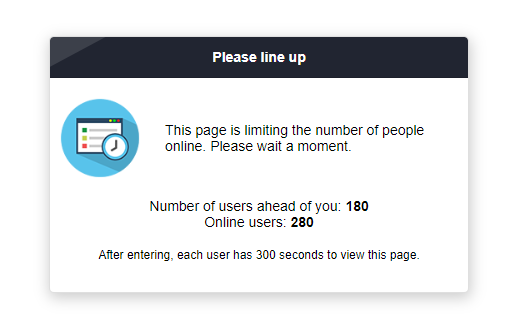 Please line up
This page is limiting the number of people
online. Please wait a moment.
Number of users ahead of you: 180
Online users: 280
After entering, each user has 300 seconds to view this page.